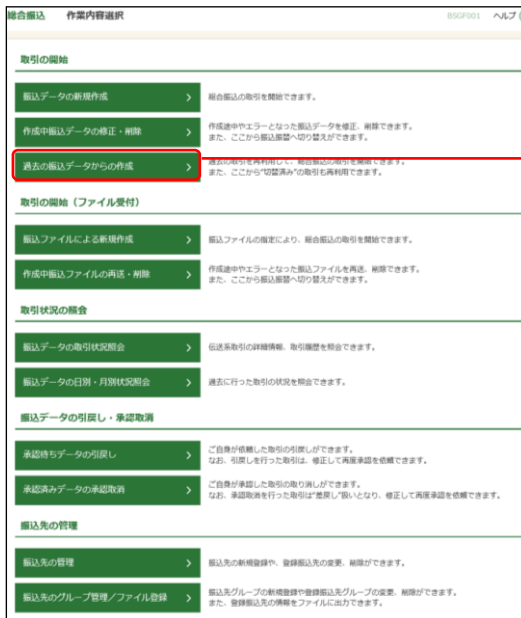 総合振込 作業内容選択 BSGF001 ヘルプ
取引の開始
振込データの新規作成 総合振込の取引を開始できます。
作成中振込データの修正・削除 作成途中やエラーとなった振込データを修正、削除できます。
また、ここから振込振替へ切り替えができます。
過去の振込データからの作成 過去の取引を再利用して、総合振込の取引を開始できます。
また、ここから"切替済み"の取引も再利用できます。
取引の開始（ファイル受付）
振込ファイルによる新規作成 振込ファイルの指定により、総合振込の取引を開始できます。
作成中振込ファイルの再送・削除 作成途中やエラーとなった振込ファイルを再送、削除できます。
また、ここから振込振替へ切り替えができます。
取引状況の照会
振込データの取引状況照会 伝送系取引の詳細情報、取引履歴を照会できます。
振込データの日別・月別状況照会 過去に行った取引の状況を照会できます。
振込データの引戻し・承認取消
承認待ちデータの引戻し ご自身が依頼した取引の引戻しができます。
なお、引戻しを行った取引は、修正して再度承認を依頼できます。
承認済みデータの承認取消 ご自身が承認した取引の取り消しができます。
なお、承認取消を行った取引は"差戻し"扱いとなり、修正して再度承認を依頼できます。
振込先の管理
振込先の管理 振込先の新規登録や、登録振込先の変更、削除ができます。
振込先のグループ管理／ファイル登録 振込先グループの新規登録や登録振込先グループの変更、削除ができます。
また、登録振込先の情報をファイルに出力できます。